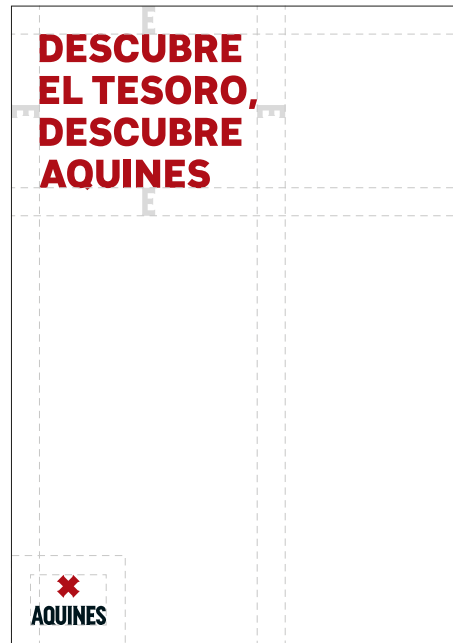 E
DESCUBRE
EL TESORO,
E E
DESCUBRE
AQUINES
E
AQUINES